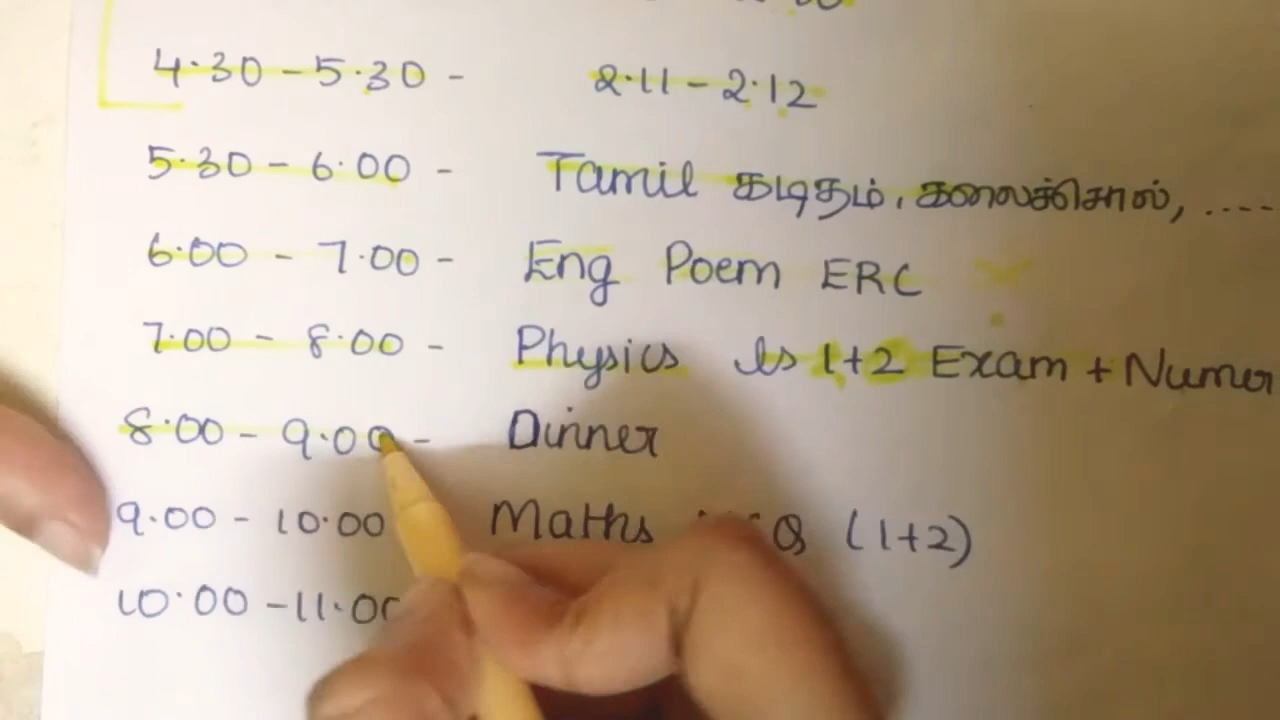 4.30 - 5.30 - 2.11 - 2.12
5.30 - 6.00 - Tamil கடிதம், கலைச்சொல், ....
6.00 - 7.00 - Eng Poem ERC
7.00 - 8.00 - Physics ls 1+2 Exam + Numer
8.00 - 9.00 - Dinner
9.00 - 10.00 Maths (1+2)
10.00 - 11.00